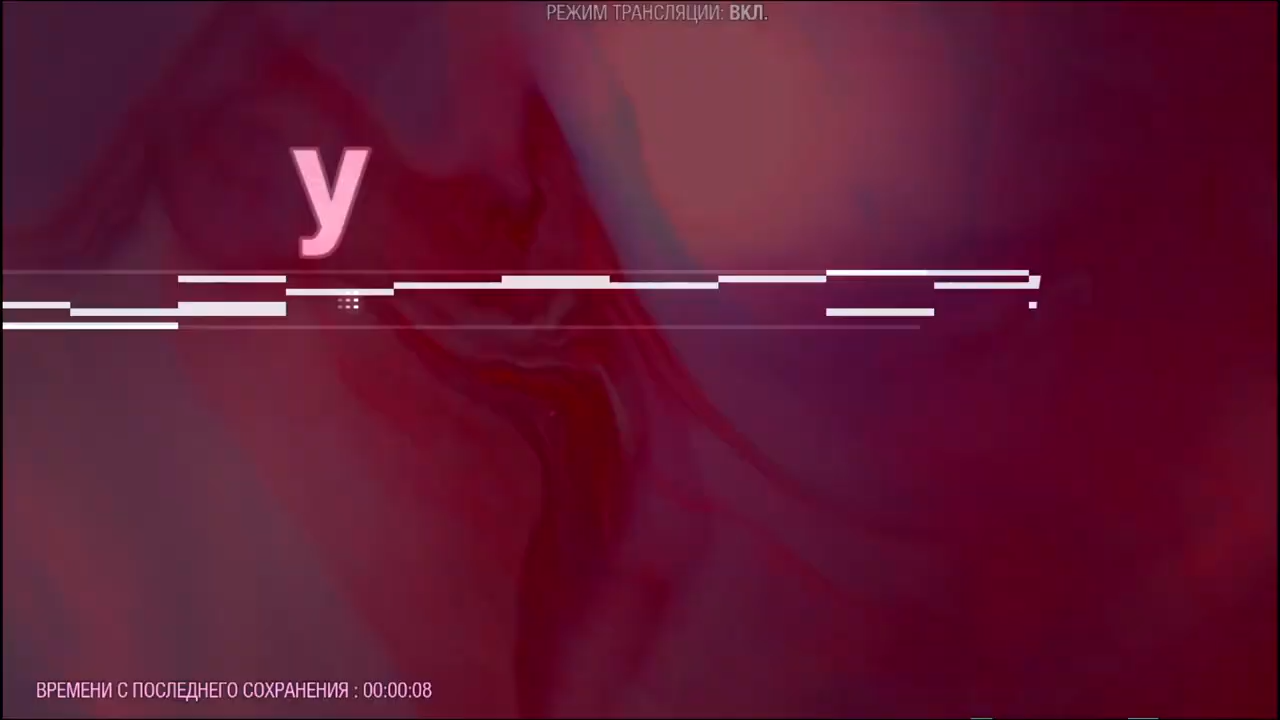 РЕЖИМ ТРАНСЛЯЦИИ: ВКЛ.
у
ВРЕМЕНИ С ПОСЛЕДНЕГО СОХРАНЕНИЯ : 00:00:08